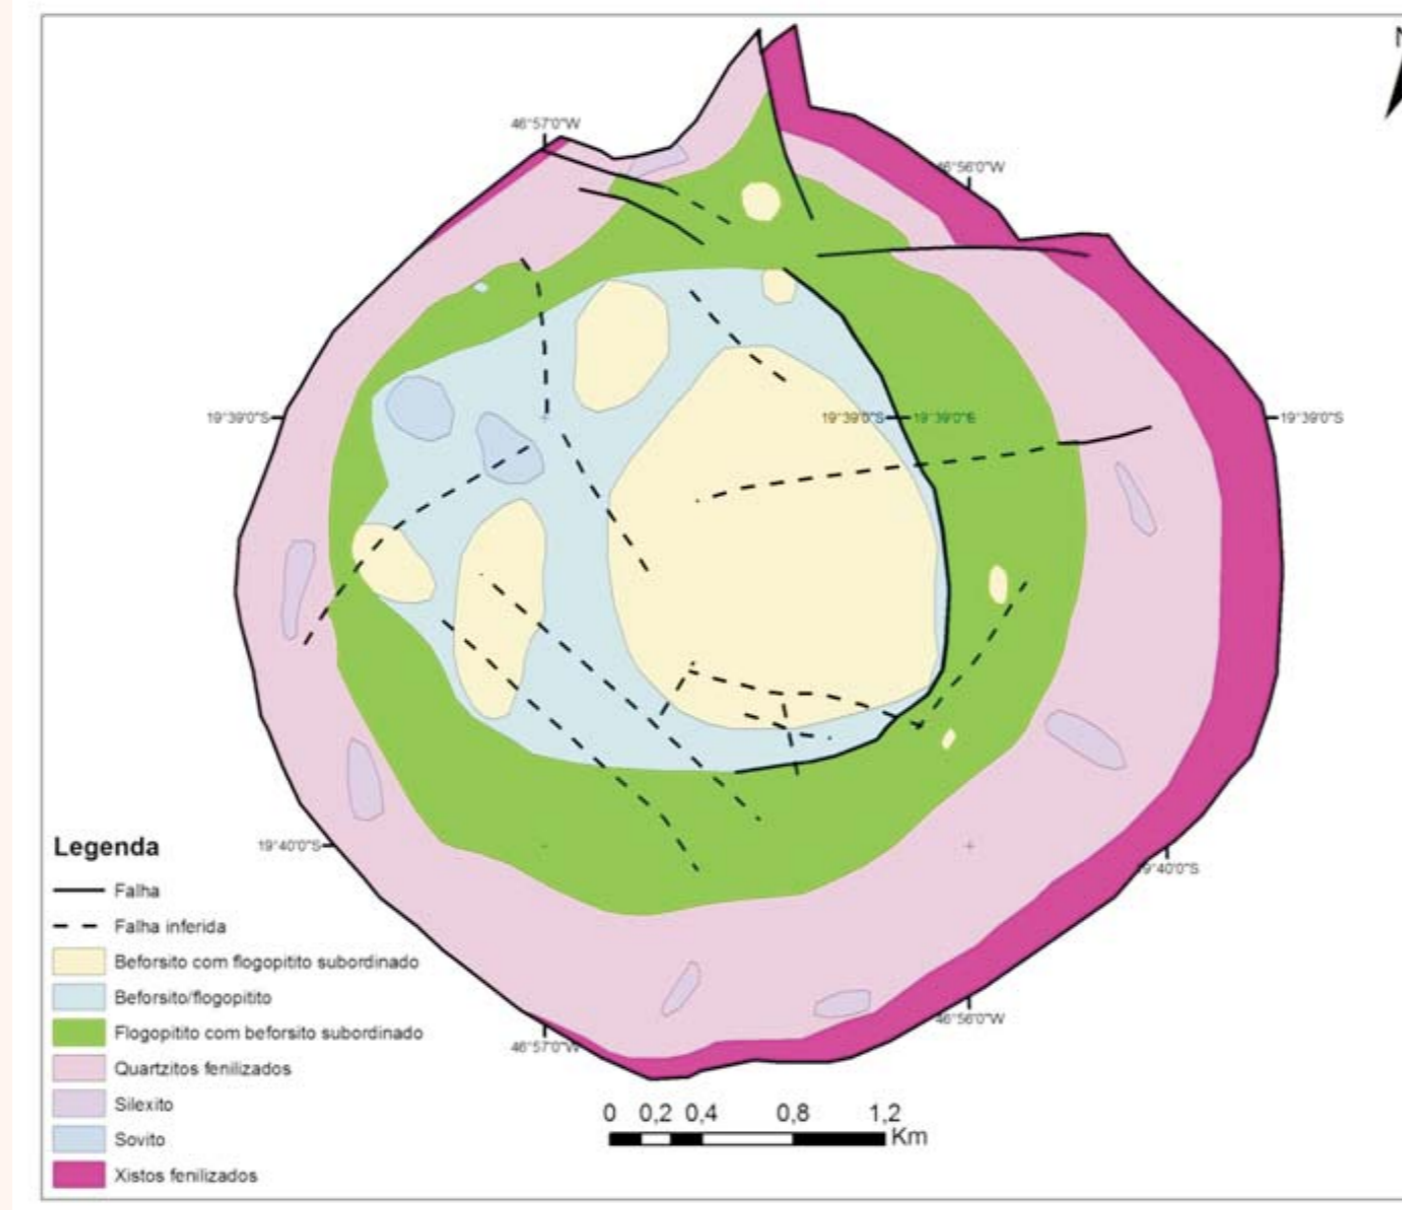 N
46°57'0"W
46°56'0"W
19°39'0"S
19°39'0"S
19°39'0"E
19°39'0"S
Legenda
19°40'0"S
9°40'0"S
Falha
Falha inferida
Beforsito com flogopitito subordinado
Beforsito/flogopitito
46°56'0"W
Flogopitito com beforsito subordinado
46°57'0"W
Quartzitos fenilizados
Silexito
0 0,2 0,4 0,8 1,2
Km
Sovito
Xistos fenilizados